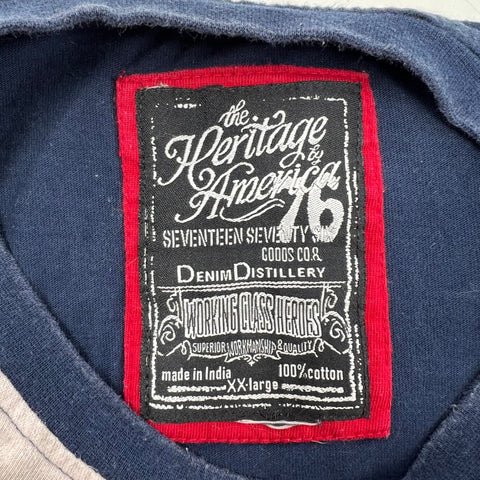 the
Heritage by
America
76
SEVENTEEN SEVENTY SIX
GOODS CO.
DENIM DISTILLERY
WORKING CLASS HEROES
SUPERIOR WORKMANSHIP & QUALITY
made in India 100% cotton
XX-large